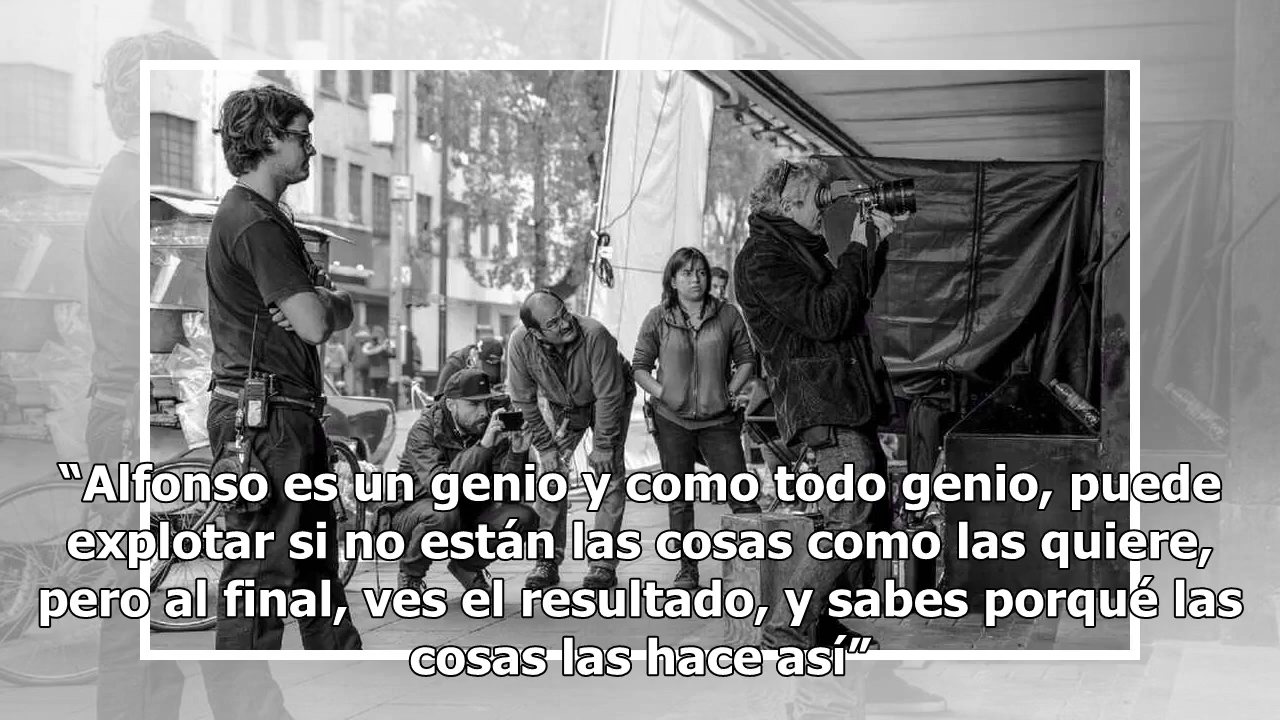 “Alfonso es un genio y como todo genio, puede
explotar si no están las cosas como las quiere,
pero al final, ves el resultado, y sabes porqué las
cosas las hace así”